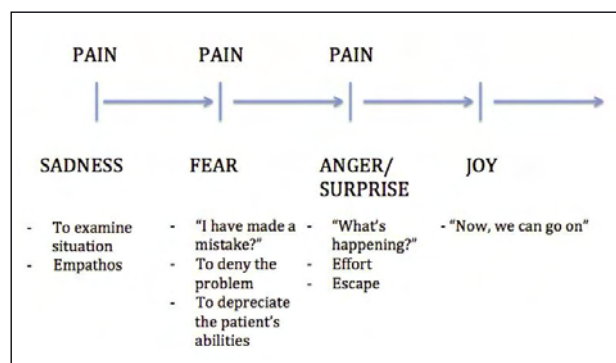 PAIN PAIN PAIN
SADNESS FEAR ANGER/ JOY
SURPRISE
- To examine
situation
- Empathos
- "I have made a
mistake?"
- To deny the
problem
- To depreciate
the patient's
abilities
- "What's
happening?"
- Effort
- Escape
- "Now, we can go on"